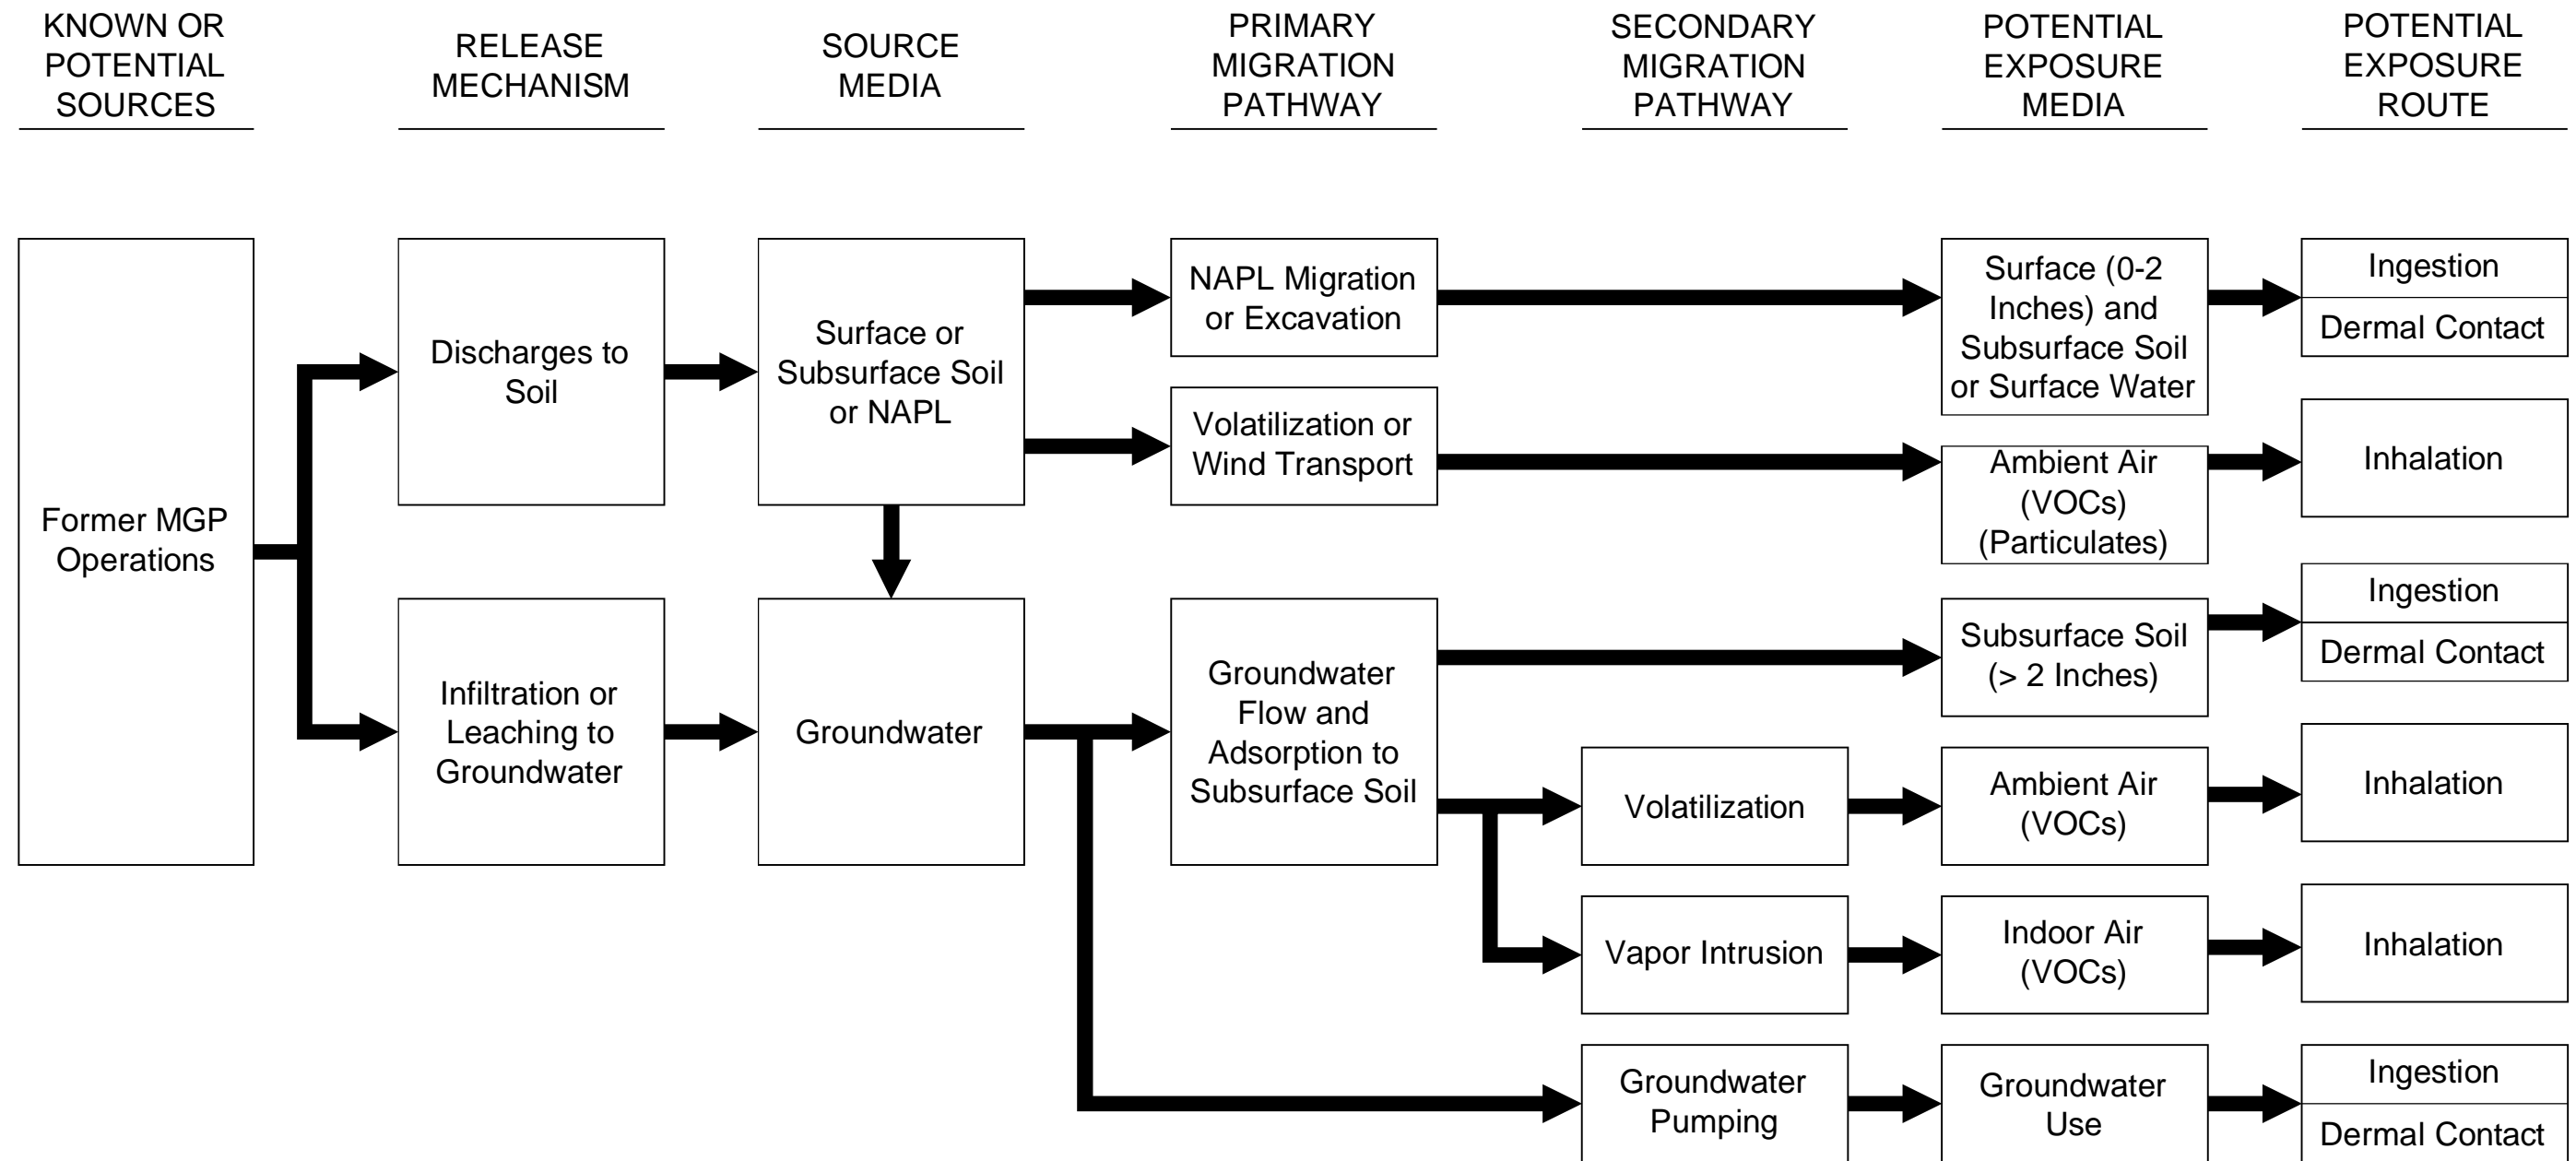 KNOWN OR
POTENTIAL
SOURCES
RELEASE
MECHANISM
SOURCE
MEDIA
PRIMARY
MIGRATION
PATHWAY
SECONDARY
MIGRATION
PATHWAY
POTENTIAL
EXPOSURE
MEDIA
POTENTIAL
EXPOSURE
ROUTE
Former MGP
Operations
Discharges to
Soil
Infiltration or
Leaching to
Groundwater
Surface or
Subsurface Soil
or NAPL
Groundwater
NAPL Migration
or Excavation
Volatilization or
Wind Transport
Groundwater
Flow and
Adsorption to
Subsurface Soil
Volatilization
Vapor Intrusion
Groundwater
Pumping
Surface (0-2
Inches) and
Subsurface Soil
or Surface Water
Ambient Air
(VOCs)
(Particulates)
Subsurface Soil
(> 2 Inches)
Ambient Air
(VOCs)
Indoor Air
(VOCs)
Groundwater
Use
Ingestion
Dermal Contact
Inhalation
Ingestion
Dermal Contact
Inhalation
Inhalation
Ingestion
Dermal Contact